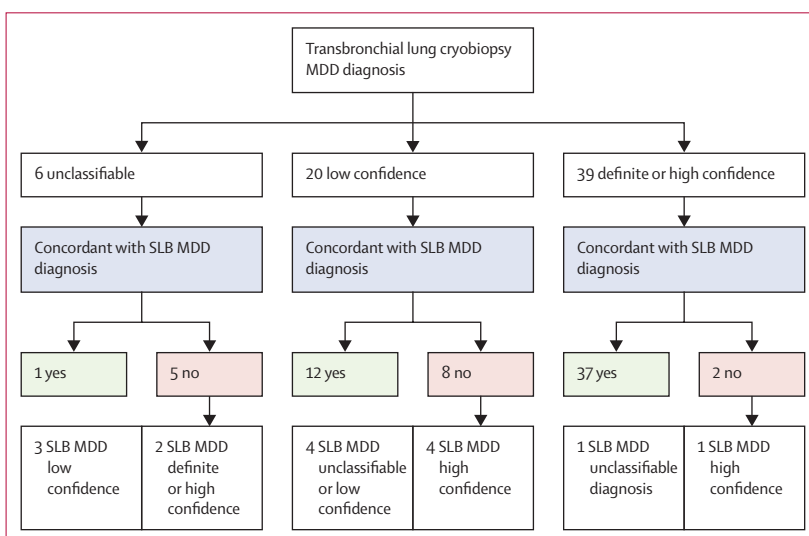 Transbronchial lung cryobiopsy
MDD diagnosis
6 unclassifiable
20 low confidence
39 definite or high confidence
Concordant with SLB MDD
diagnosis
Concordant with SLB MDD
diagnosis
Concordant with SLB MDD
diagnosis
1 yes
5 no
12 yes
8 no
37 yes
2 no
3 SLB MDD
low
confidence
2 SLB MDD
definite
or high
confidence
4 SLB MDD
unclassifiable
or low
confidence
4 SLB MDD
high
confidence
1 SLB MDD
unclassifiable
diagnosis
1 SLB MDD
high
confidence